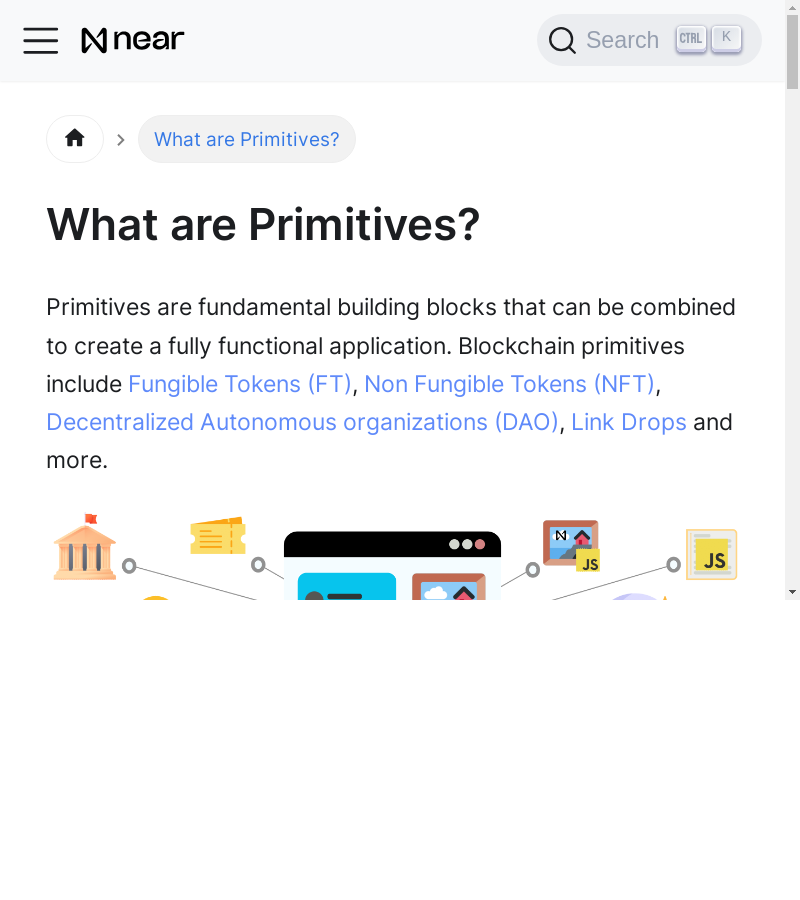 near
Search CTRL K
What are Primitives?
What are Primitives?
Primitives are fundamental building blocks that can be combined
to create a fully functional application. Blockchain primitives
include Fungible Tokens (FT), Non Fungible Tokens (NFT),
Decentralized Autonomous organizations (DAO), Link Drops and
more.
JS
JS